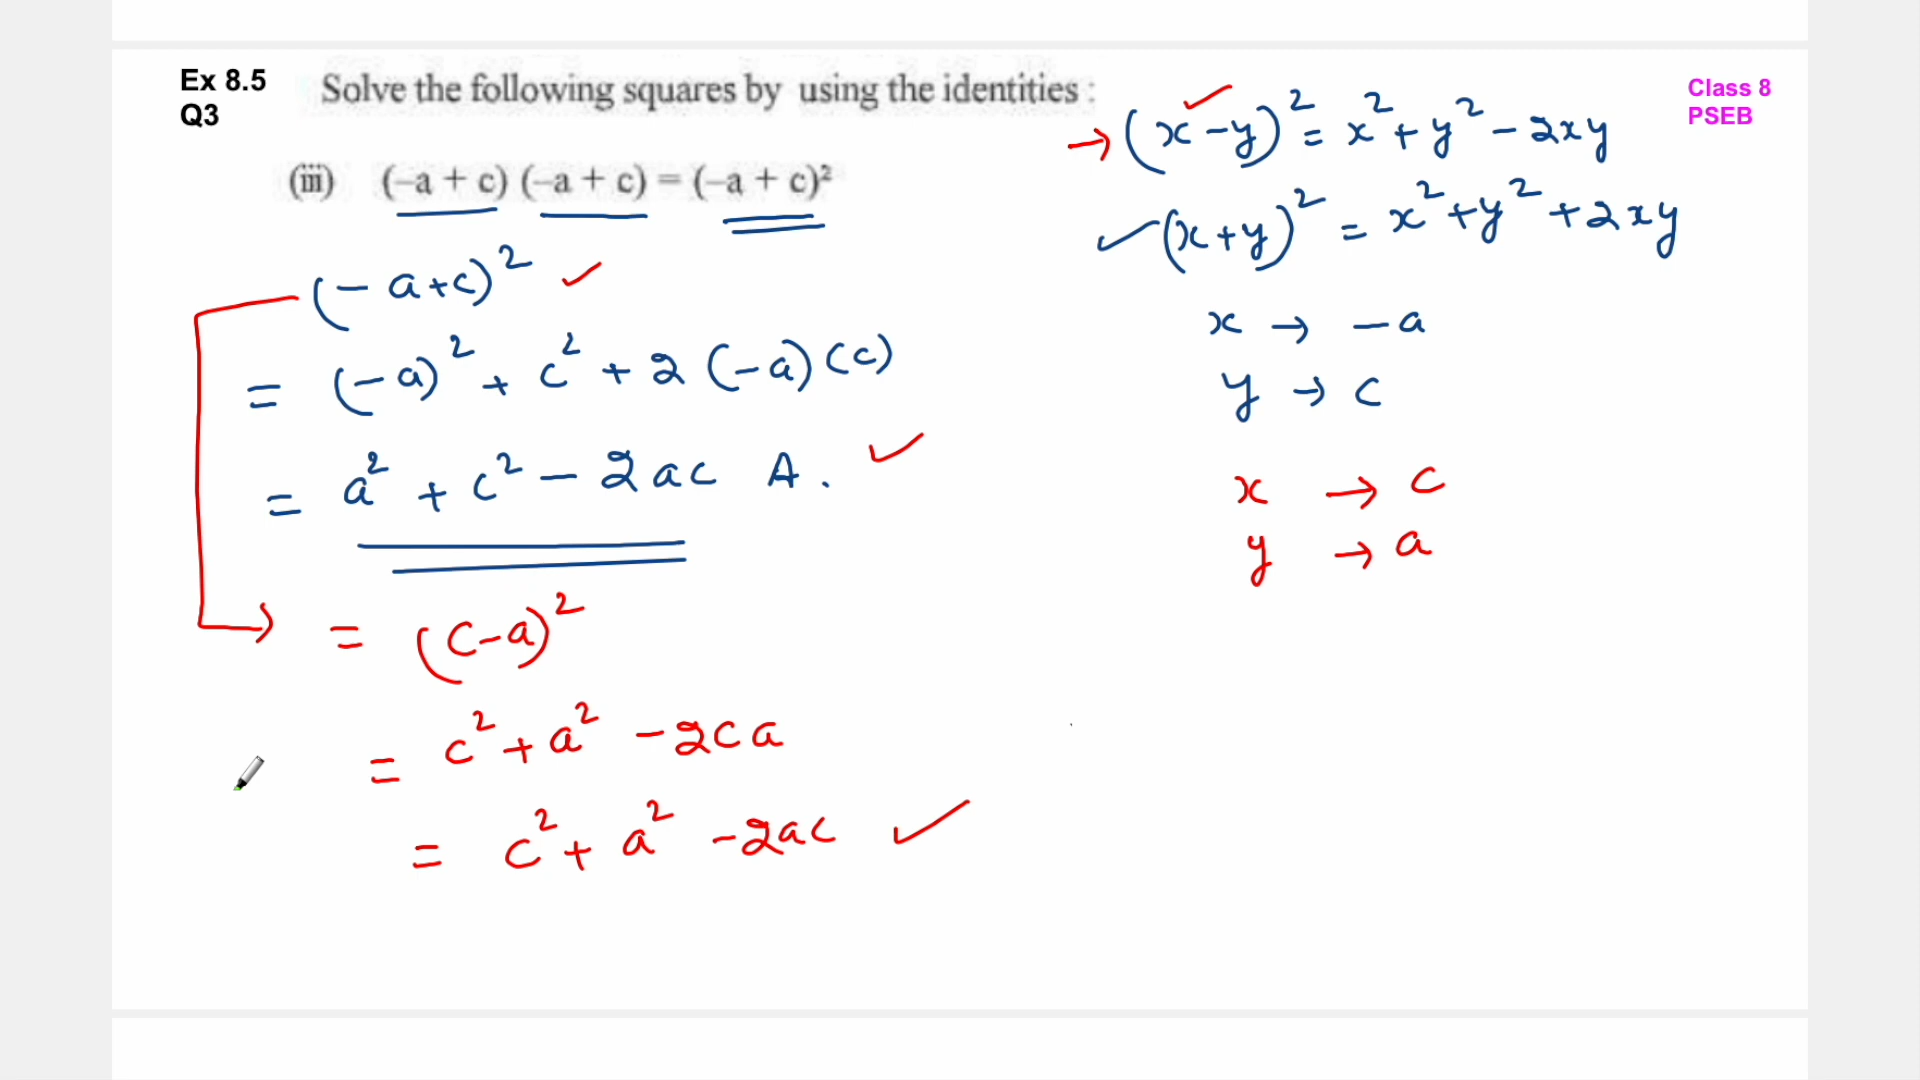 Ex 8.5
Q3
Solve the following squares by using the identities :
Class 8
PSEB
(iii) (–a + c) (–a + c) = (–a + c)²
→ (x - y)² = x² + y² - 2xy
✓ (x + y)² = x² + y² + 2xy
x → - a
y → c
x → c
y → a
(- a + c)² ✓
= (- a)² + c² + 2 (- a) (c)
= a² + c² - 2ac A. ✓
= (c - a)²
= c² + a² - 2ca
= c² + a² - 2ac ✓